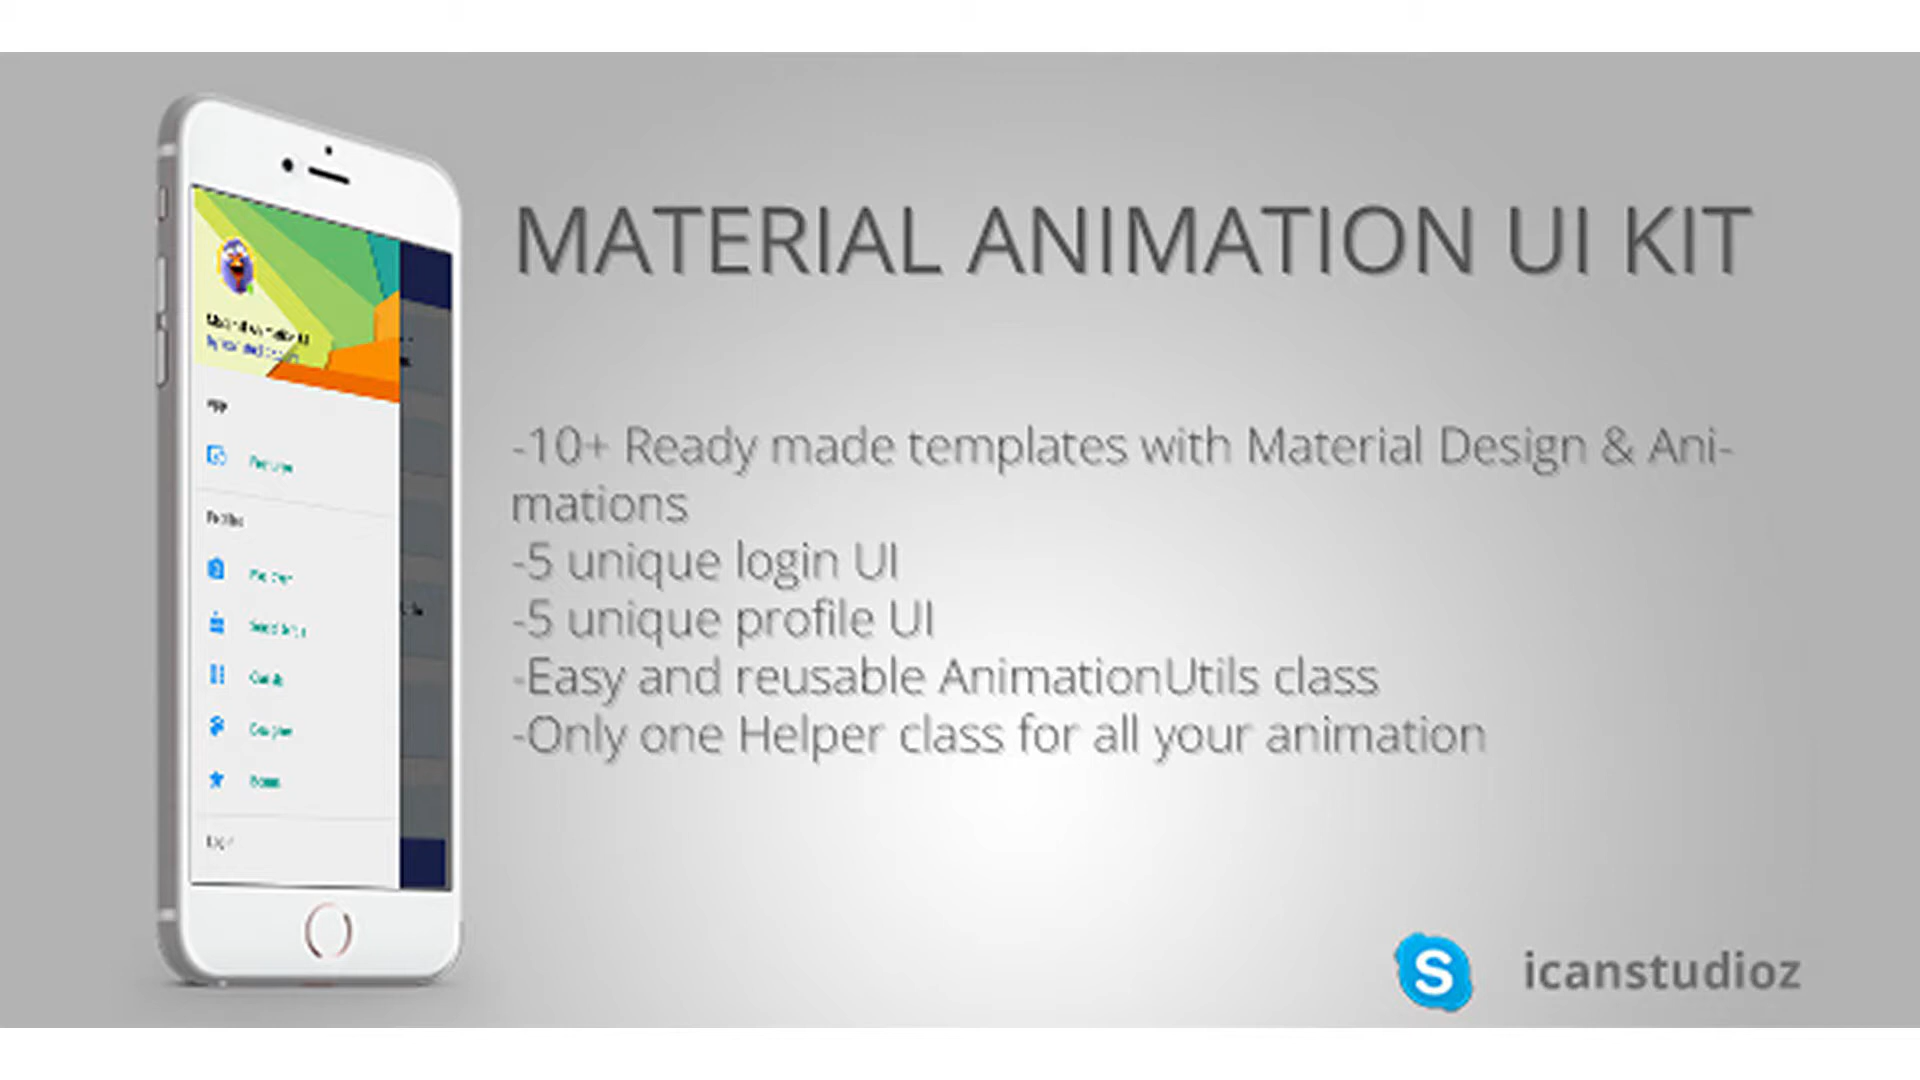 MATERIAL ANIMATION UI KIT
-10+ Ready made templates with Material Design & Ani-
mations
-5 unique login UI
-5 unique profile UI
-Easy and reusable AnimationUtils class
-Only one Helper class for all your animation
S icanstudioz